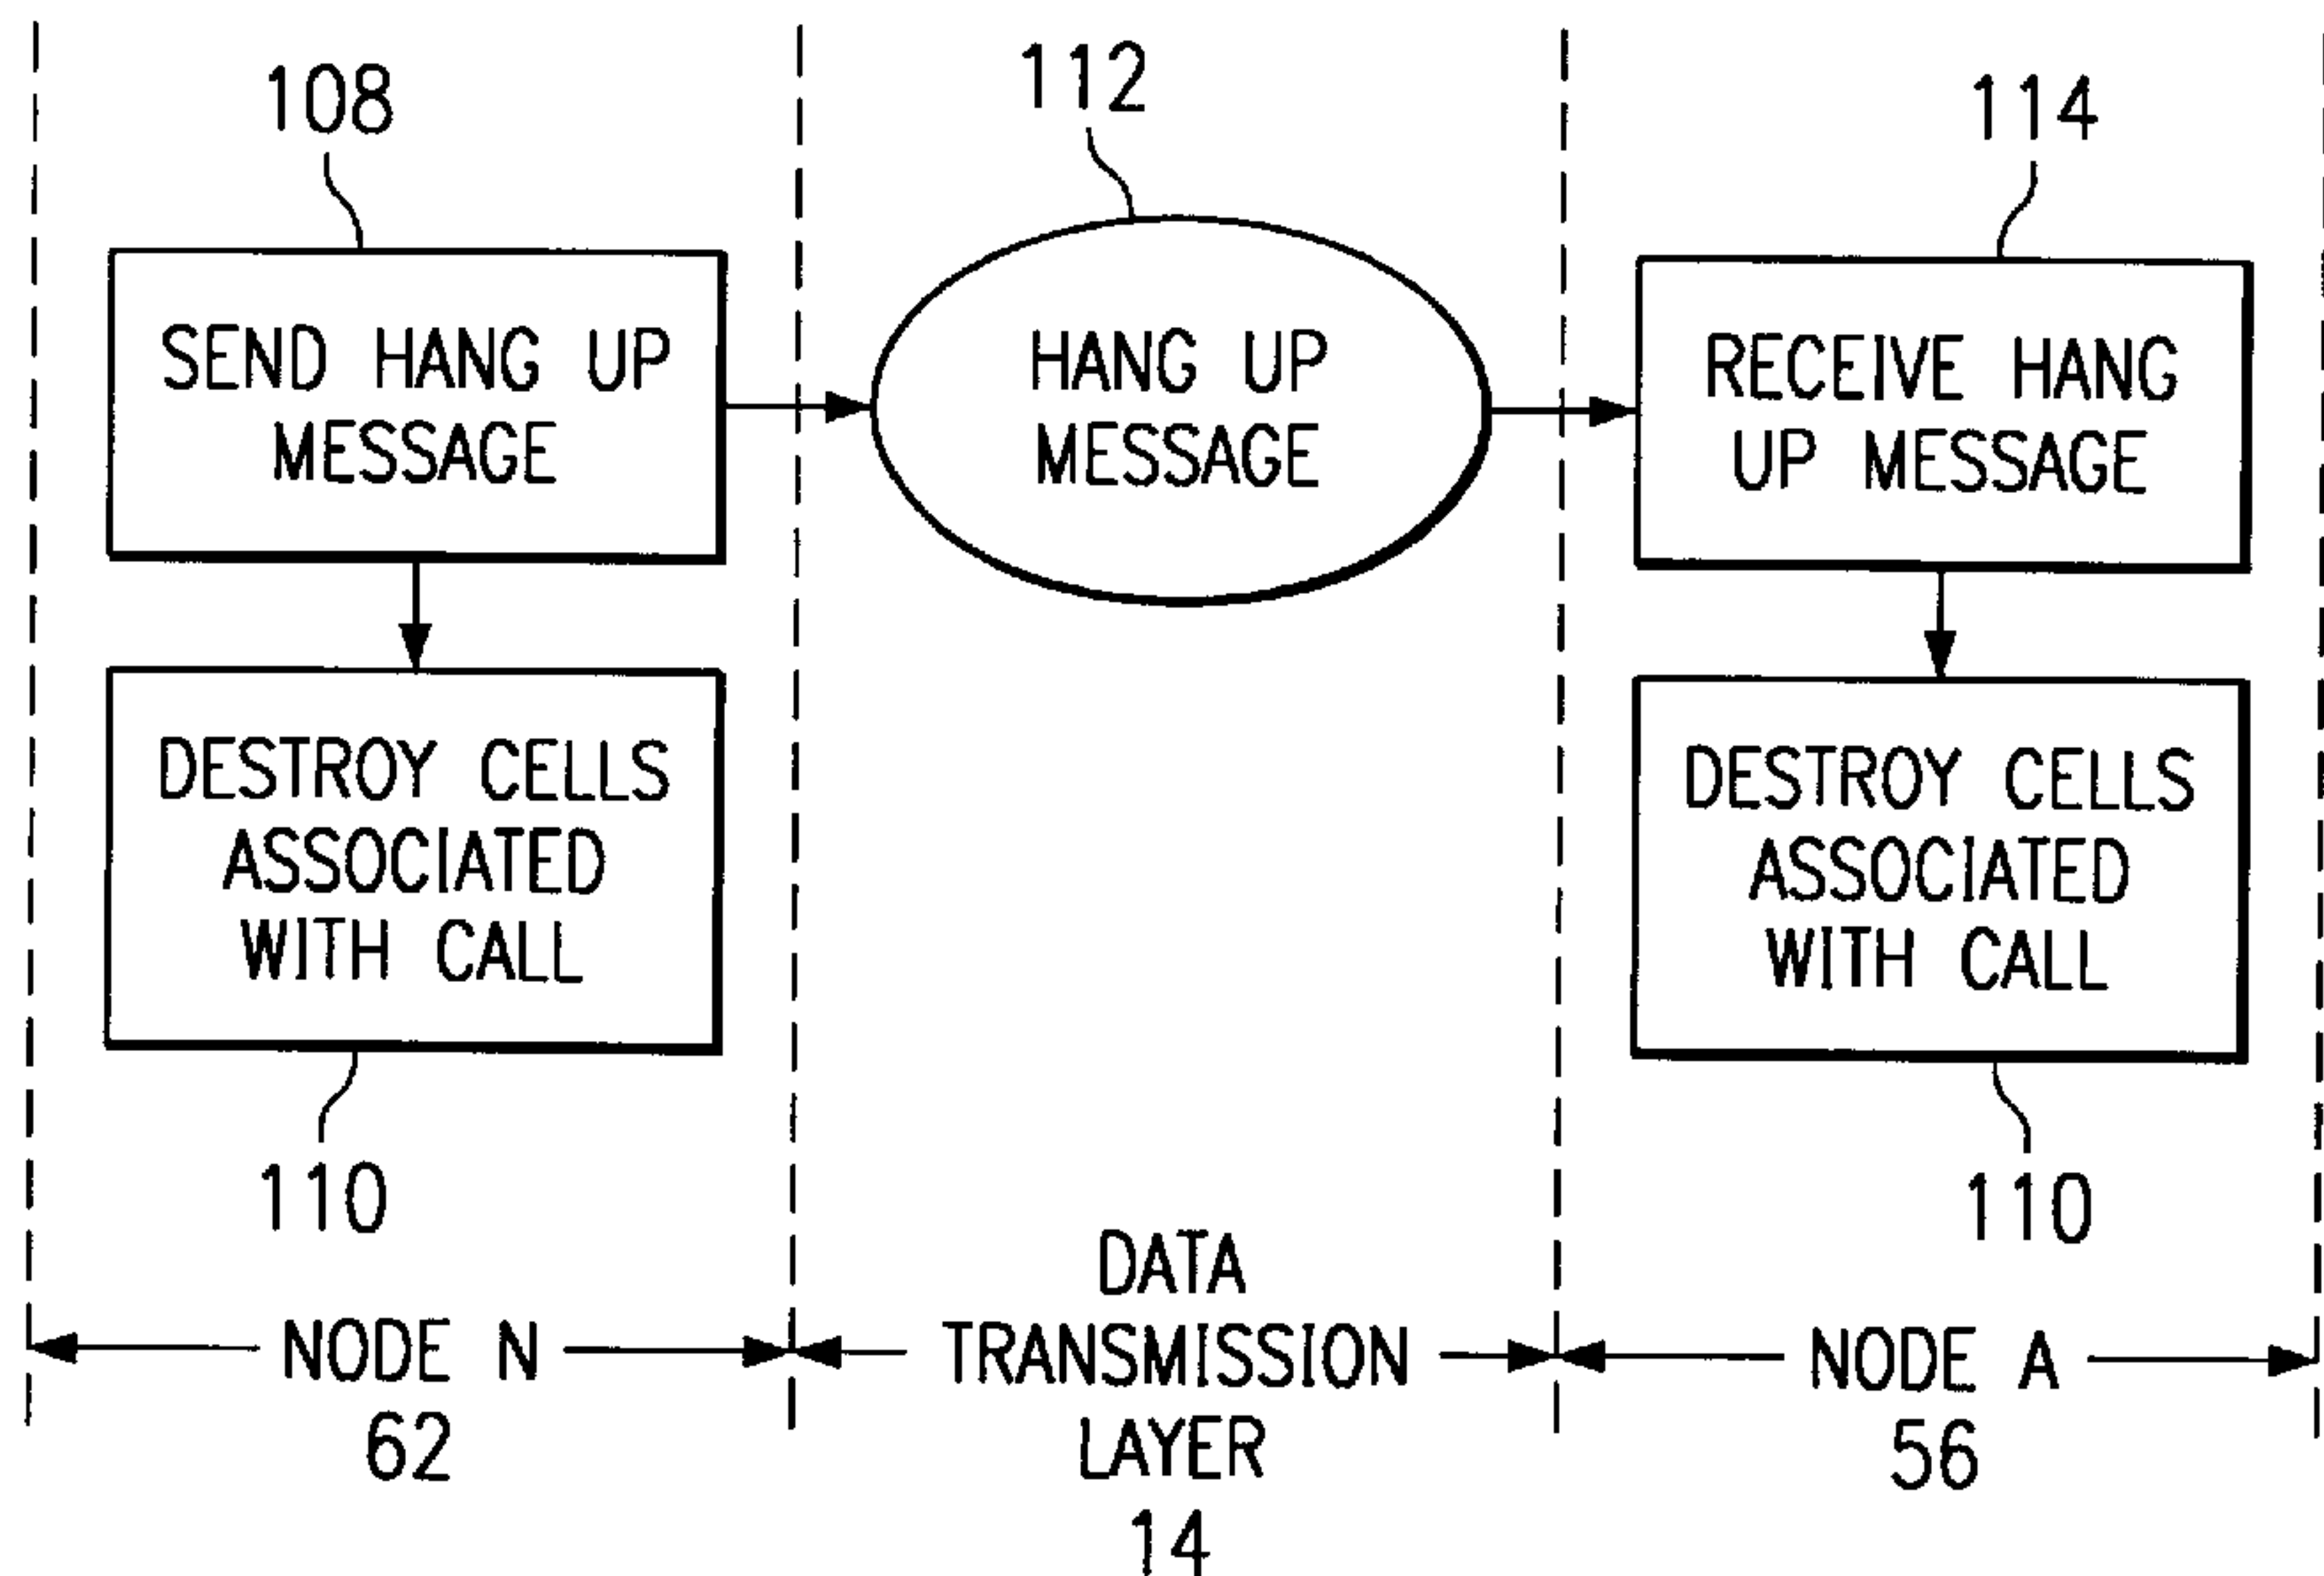 108
112
114
SEND HANG UP
MESSAGE
HANG UP
MESSAGE
RECEIVE HANG
UP MESSAGE
DESTROY CELLS
ASSOCIATED
WITH CALL
DESTROY CELLS
ASSOCIATED
WITH CALL
110
110
NODE N
62
DATA
TRANSMISSION
LAYER
14
NODE A
56